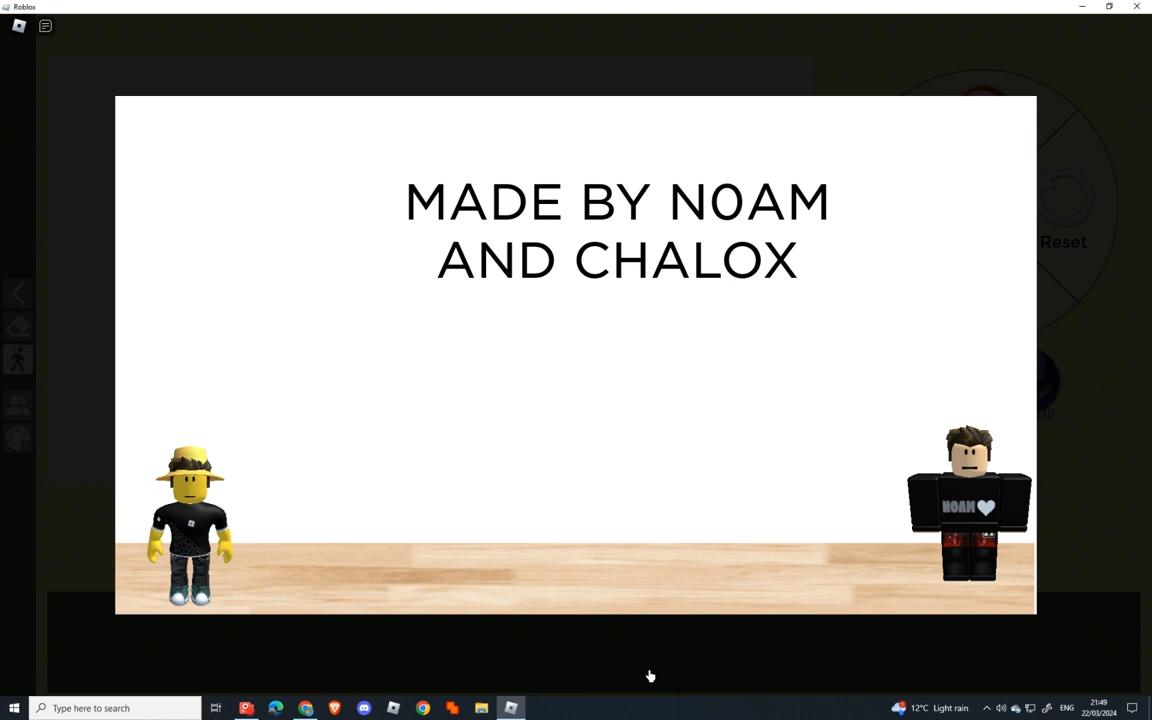 Roblox
MADE BY N0AM
AND CHALOX
Reset
NOAM
Type here to search
12°C Light rain
ENG
21:49
22/03/2024